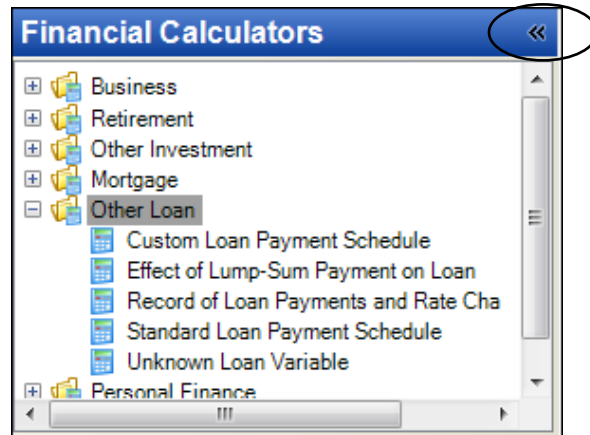 Financial Calculators «
Business
Retirement
Other Investment
Mortgage
Other Loan
Custom Loan Payment Schedule
Effect of Lump-Sum Payment on Loan
Record of Loan Payments and Rate Cha
Standard Loan Payment Schedule
Unknown Loan Variable
Personal Finance